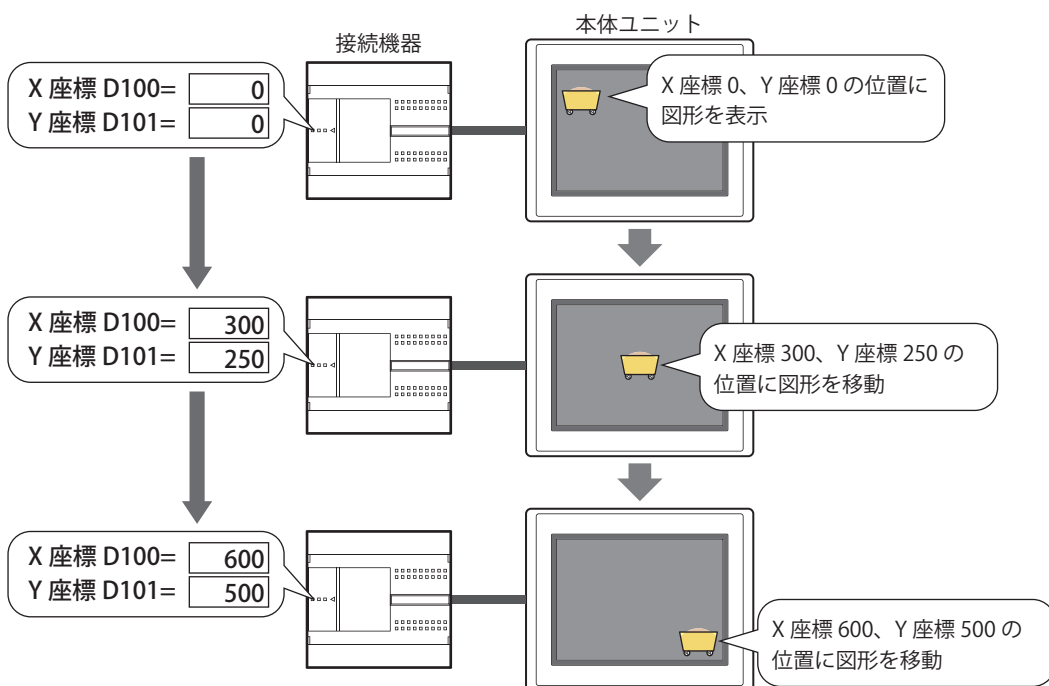 接続機器
本体ユニット
X 座標 D100= 0
Y 座標 D101= 0
X 座標 0、Y 座標 0 の位置に
図形を表示
X 座標 D100= 300
Y 座標 D101= 250
X 座標 300、Y 座標 250 の
位置に図形を移動
X 座標 D100= 600
Y 座標 D101= 500
X 座標 600、Y 座標 500 の
位置に図形を移動